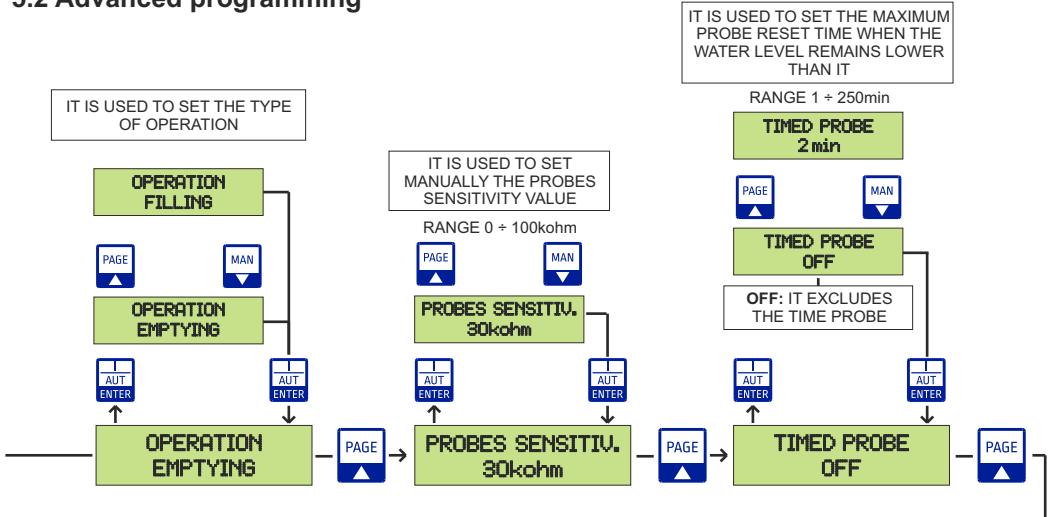 5.2 Advanced programming
IT IS USED TO SET THE TYPE
OF OPERATION
OPERATION
FILLING
PAGE
MAN
OPERATION
EMPTYING
AUT
ENTER
AUT
ENTER
OPERATION
EMPTYING
PAGE
IT IS USED TO SET
MANUALLY THE PROBES
SENSITIVITY VALUE
RANGE 0 ÷ 100kohm
PAGE
MAN
PROBES SENSITIV.
30kohm
AUT
ENTER
AUT
ENTER
PROBES SENSITIV.
30kohm
PAGE
IT IS USED TO SET THE MAXIMUM
PROBE RESET TIME WHEN THE
WATER LEVEL REMAINS LOWER
THAN IT
RANGE 1 ÷ 250min
TIMED PROBE
2 min
PAGE
MAN
TIMED PROBE
OFF
OFF: IT EXCLUDES
THE TIME PROBE
AUT
ENTER
AUT
ENTER
TIMED PROBE
OFF
PAGE